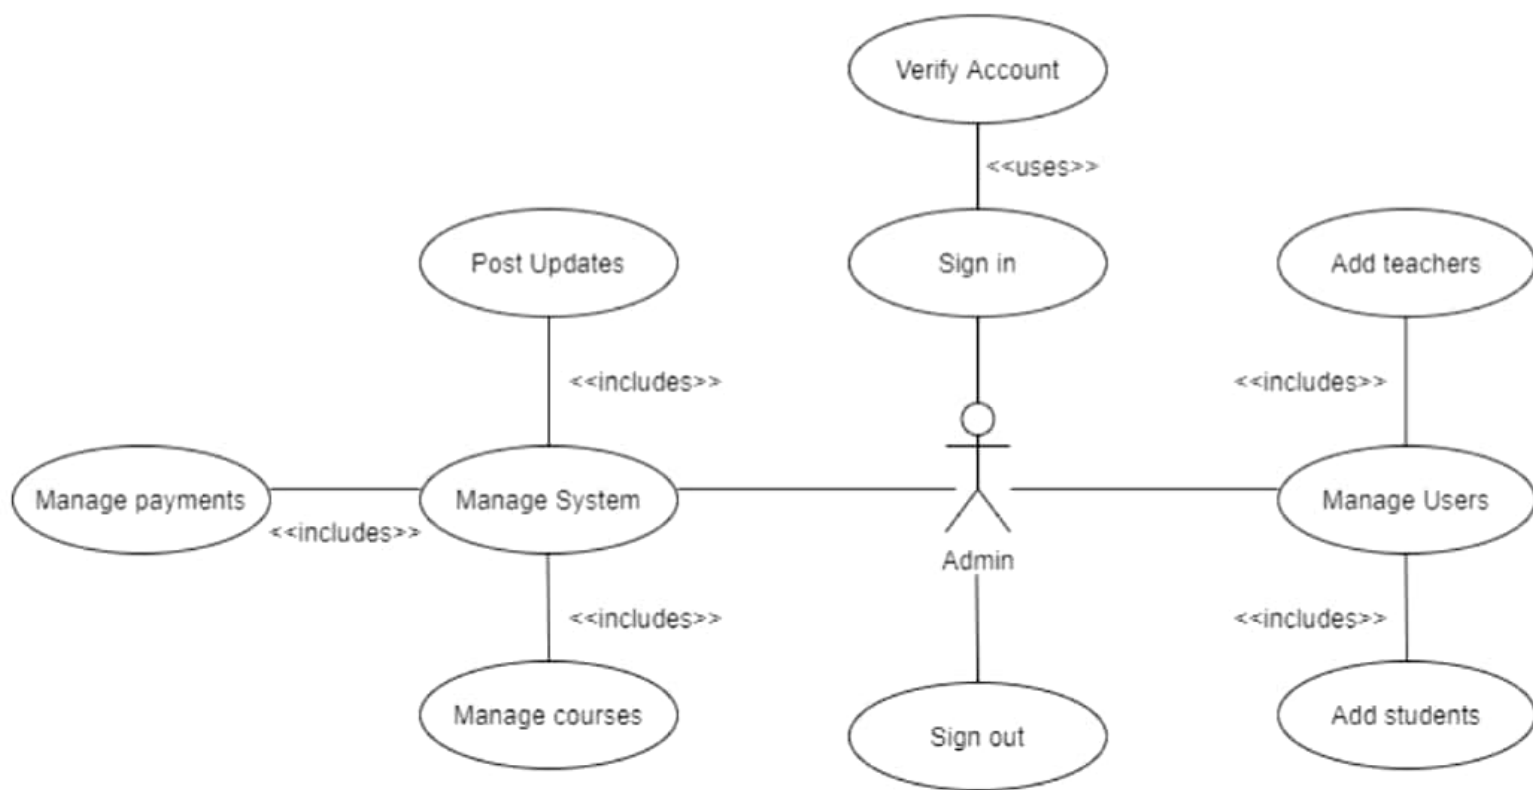 Verify Account
<<uses>>
Post Updates
Sign in
Add teachers
<<includes>>
<<includes>>
Manage payments
Manage System
Manage Users
<<includes>>
Admin
<<includes>>
<<includes>>
Manage courses
Sign out
Add students